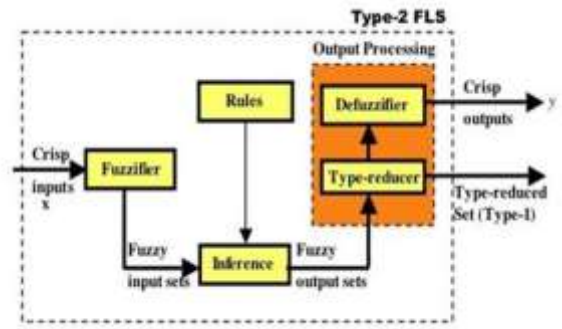 Type-2 FLS
Output Processing
Rules
Defuzzifier
Crisp
outputs
y
Crisp
inputs
x
Fuzzifier
Type-reducer
Type-reduced
Set (Type-1)
Fuzzy
input sets
Inference
Fuzzy
output sets